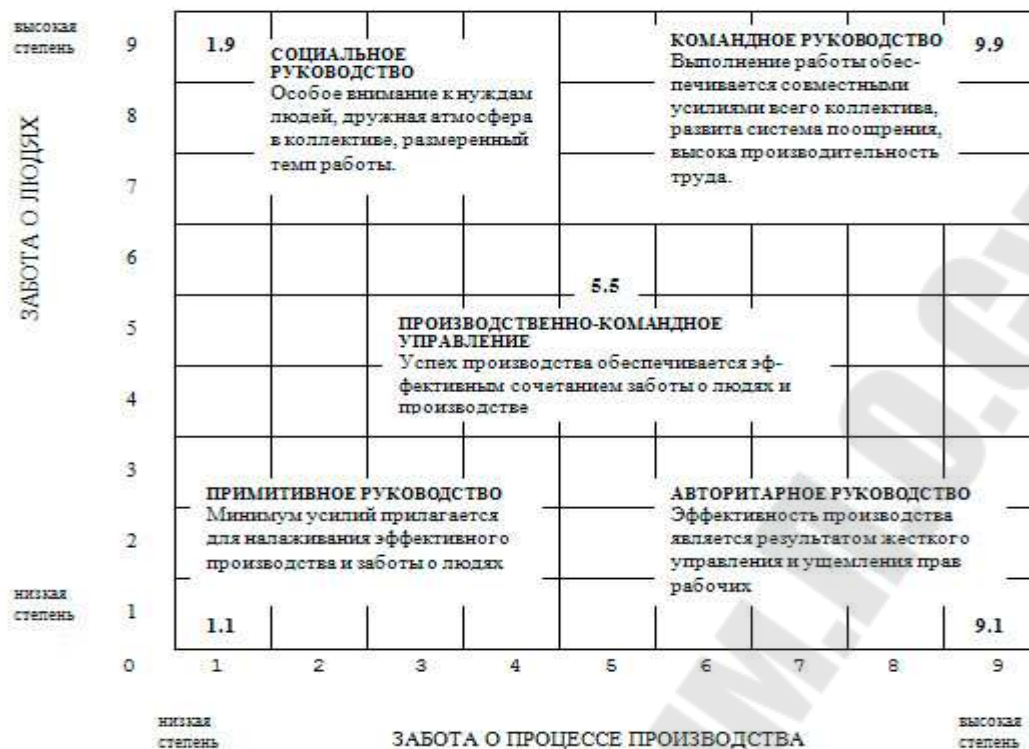 высокая
степень
9
1.9
СОЦИАЛЬНОЕ
РУКОВОДСТВО
Особое внимание к нуждам
людей, дружная атмосфера
в коллективе, размеренный
темп работы.
КОМАНДНОЕ РУКОВОДСТВО
Выполнение работы обес-
печивается совместными
усилиями всего коллектива,
развита система поощрения,
высока производительность
труда.
9.9
ЗАБОТА О ЛЮДЯХ
8
7
6
5
4
3
2
1
5.5
ПРОИЗВОДСТВЕННО-КОМАНДНОЕ
УПРАВЛЕНИЕ
Успех производства обеспечивается эф-
фективным сочетанием заботы о людях и
производстве
ПРИМИТИВНОЕ РУКОВОДСТВО
Минимум усилий прилагается
для налаживания эффективного
производства и заботы о людях
АВТОРИТАРНОЕ РУКОВОДСТВО
Эффективность производства
является результатом жесткого
управления и ущемления прав
рабочих
низкая
степень
1.1
9.1
0 1 2 3 4 5 6 7 8 9
низкая
степень
ЗАБОТА О ПРОЦЕССЕ ПРОИЗВОДСТВА
высокая
степень